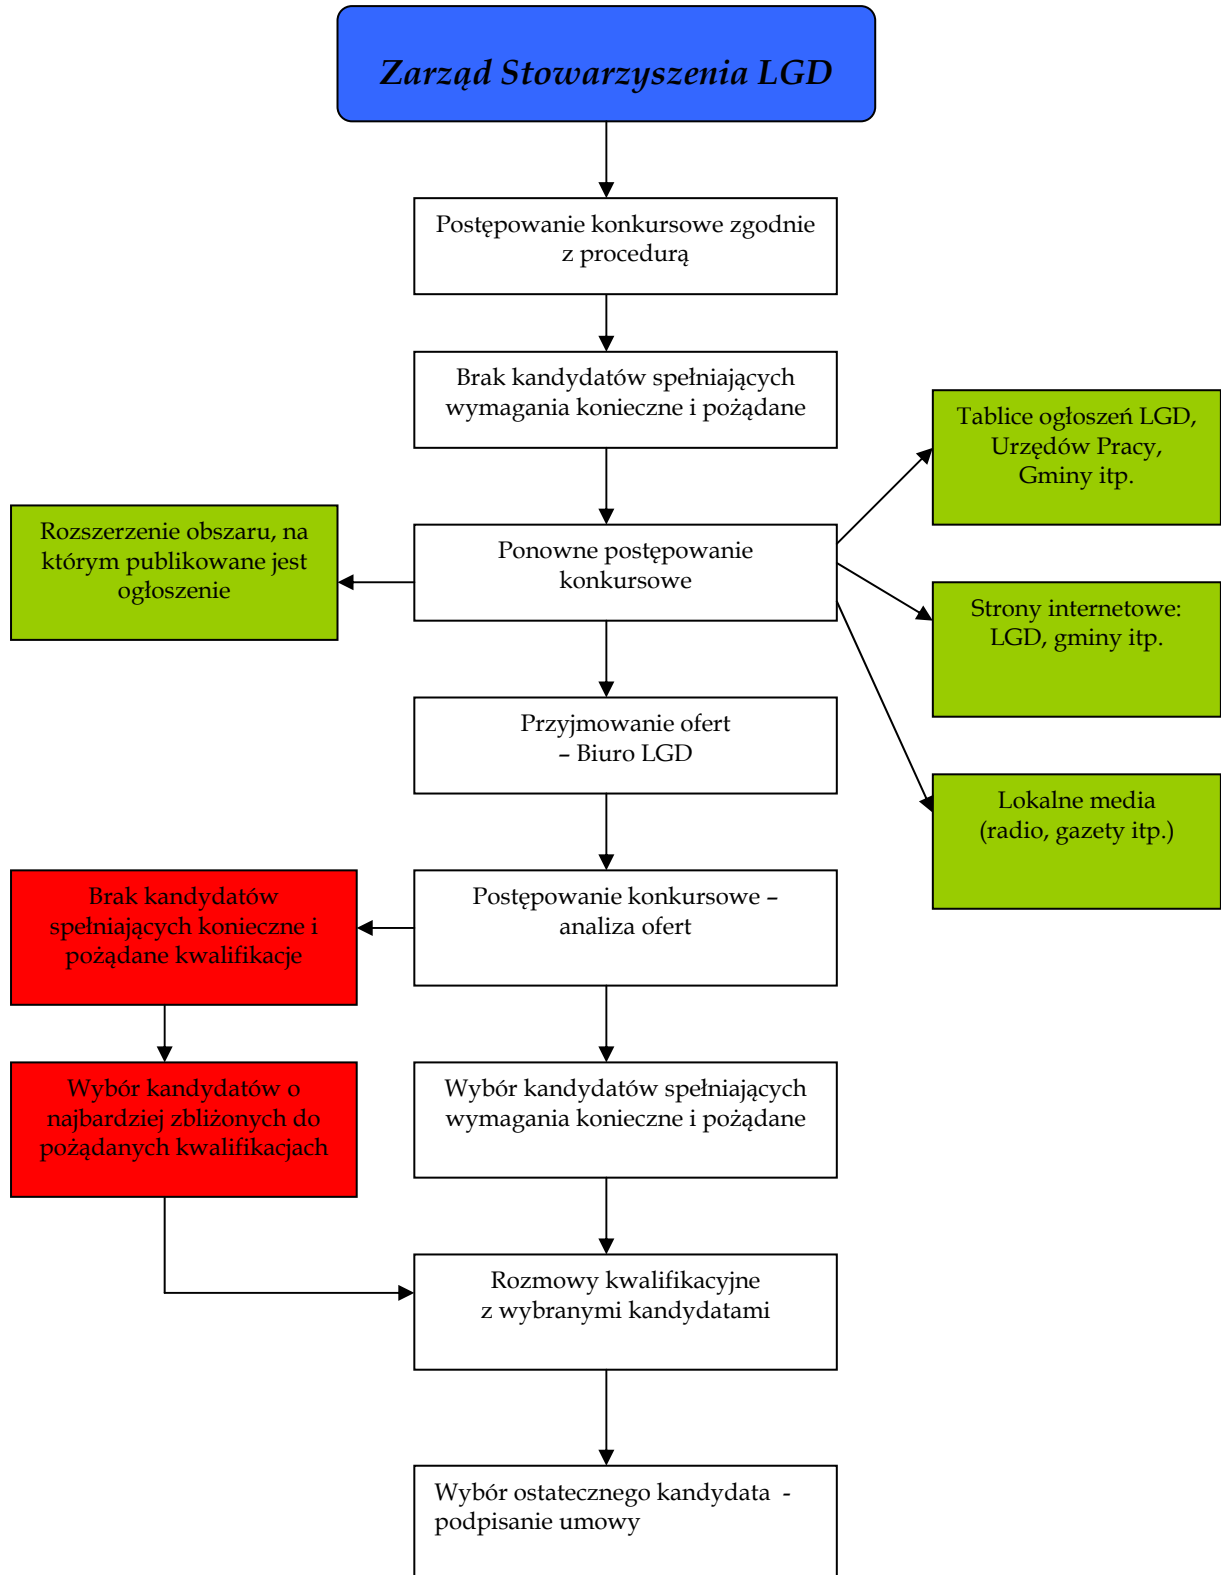 Zarząd Stowarzyszenia LGD
Postępowanie konkursowe zgodnie
z procedurą
Brak kandydatów spełniających
wymagania konieczne i pożądane
Tablice ogłoszeń LGD,
Urzędów Pracy,
Gminy itp.
Rozszerzenie obszaru, na
którym publikowane jest
ogłoszenie
Ponowne postępowanie
konkursowe
Strony internetowe:
LGD, gminy itp.
Przyjmowanie ofert
– Biuro LGD
Lokalne media
(radio, gazety itp.)
Brak kandydatów
spełniających konieczne i
pożądane kwalifikacje
Postępowanie konkursowe –
analiza ofert
Wybór kandydatów o
najbardziej zbliżonych do
pożądanych kwalifikacjach
Wybór kandydatów spełniających
wymagania konieczne i pożądane
Rozmowy kwalifikacyjne
z wybranymi kandydatami
Wybór ostatecznego kandydata -
podpisanie umowy